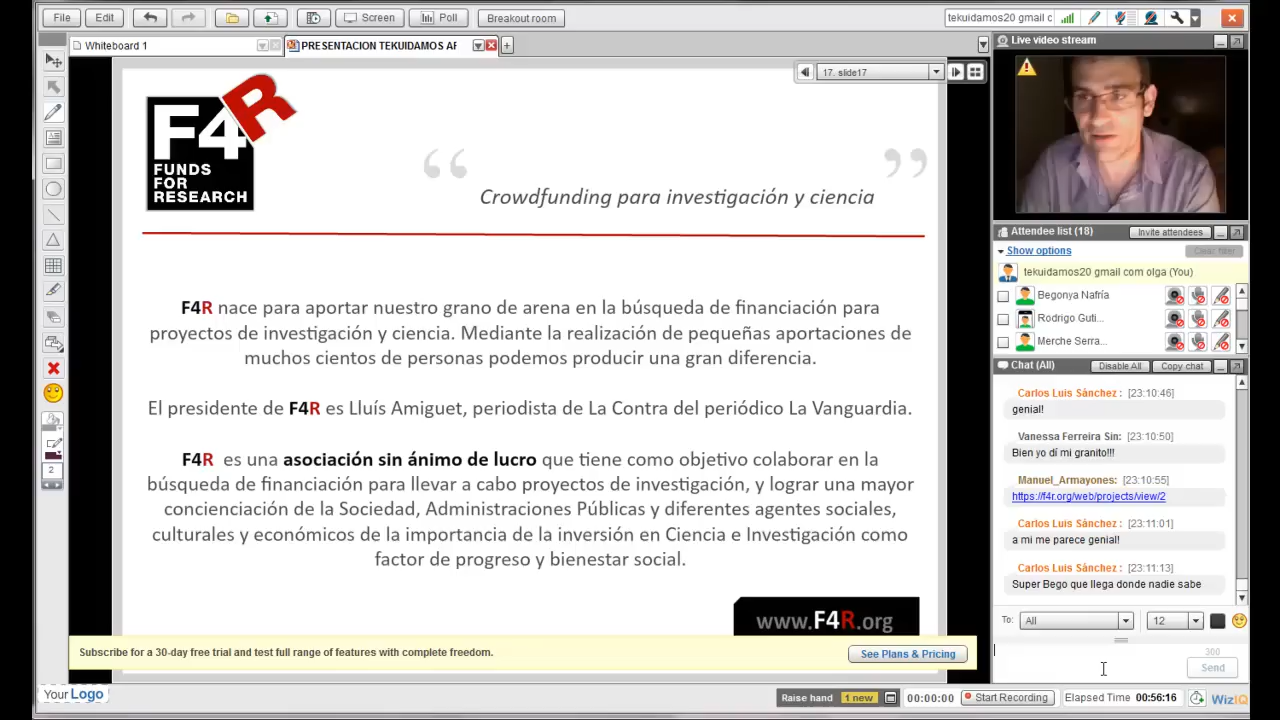 File Edit Screen Poll Breakout room tekuidamos20 gmail c
Whiteboard 1 PRESENTACION TEKUIDAMOS AF
17. slide17
F4R
FUNDS
FOR
RESEARCH
“ ”
Crowdfunding para investigación y ciencia
F4R nace para aportar nuestro grano de arena en la búsqueda de financiación para
proyectos de investigación y ciencia. Mediante la realización de pequeñas aportaciones de
muchos cientos de personas podemos producir una gran diferencia.
El presidente de F4R es Lluís Amiguet, periodista de La Contra del periódico La Vanguardia.
F4R es una asociación sin ánimo de lucro que tiene como objetivo colaborar en la
búsqueda de financiación para llevar a cabo proyectos de investigación, y lograr una mayor
concienciación de la Sociedad, Administraciones Públicas y diferentes agentes sociales,
culturales y económicos de la importancia de la inversión en Ciencia e Investigación como
factor de progreso y bienestar social.
www.F4R.org
Subscribe for a 30-day free trial and test full range of features with complete freedom. See Plans & Pricing
2
Your Logo
Live video stream
Attendee list (18) Invite attendees
Show options
tekuidamos20 gmail com olga (You)
Begonya Nafría
Rodrigo Guti...
Merche Serra...
Chat (All) Disable All Copy chat
Carlos Luis Sánchez : [23:10:46]
genial!
Vanessa Ferreira Sin: [23:10:50]
Bien yo dí mi granito!!!
Manuel_Armayones: [23:10:55]
https://f4r.org/web/projects/view/2
Carlos Luis Sánchez : [23:11:01]
a mi me parece genial!
Carlos Luis Sánchez : [23:11:13]
Super Bego que llega donde nadie sabe
To: All 12
300
Send
Raise hand 1 new 00:00:00 Start Recording Elapsed Time 00:56:16 WizIQ